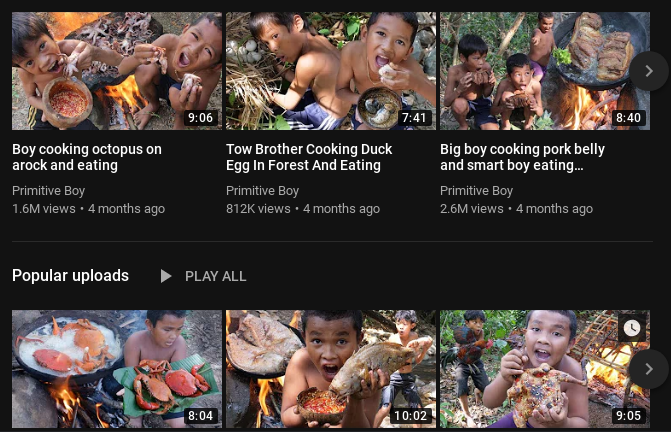 9:06
7:41
8:40
Boy cooking octopus on
arock and eating
Primitive Boy
1.6M views • 4 months ago
Tow Brother Cooking Duck
Egg In Forest And Eating
Primitive Boy
812K views • 4 months ago
Big boy cooking pork belly
and smart boy eating…
Primitive Boy
2.6M views • 4 months ago
Popular uploads
PLAY ALL
8:04
10:02
9:05